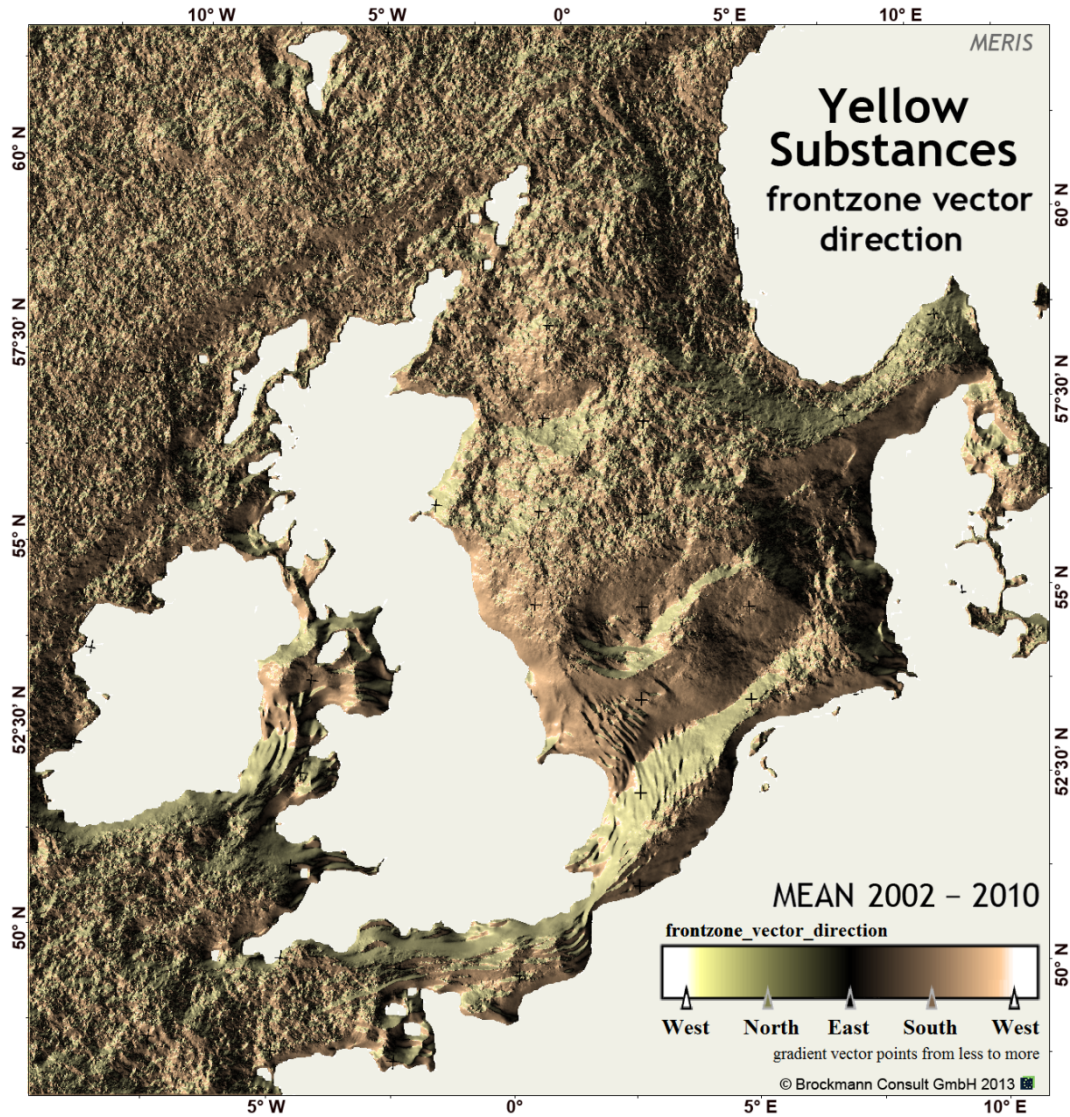 10° W 5° W 0° 5° E 10° E
MERIS
Yellow
Substances
frontzone vector
direction
60° N
60° N
57°30' N
57°30' N
55° N
55° N
52°30' N
52°30' N
50° N
50° N
MEAN 2002 – 2010
frontzone_vector_direction
West North East South West
gradient vector points from less to more
© Brockmann Consult GmbH 2013
5° W 0° 5° E 10° E